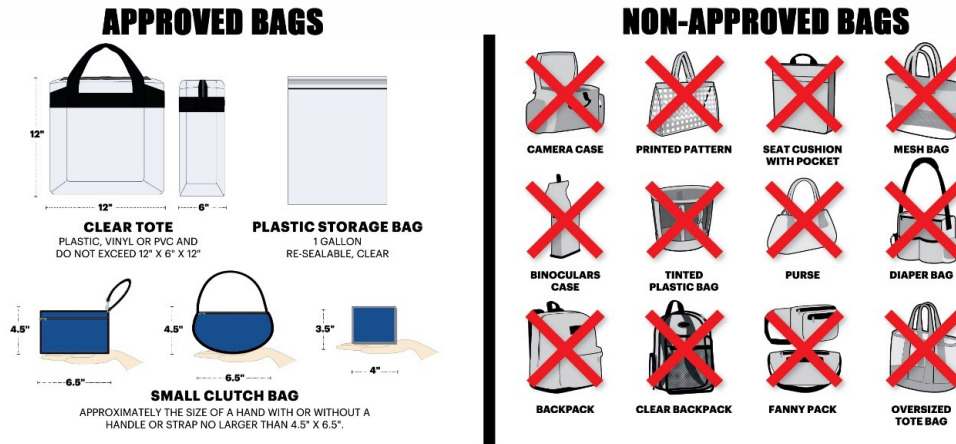 APPROVED BAGS
12"
12"
6"
CLEAR TOTE
PLASTIC, VINYL OR PVC AND
DO NOT EXCEED 12" X 6" X 12"
PLASTIC STORAGE BAG
1 GALLON
RE-SEALABLE, CLEAR
4.5"
6.5"
4.5"
6.5"
3.5"
4"
SMALL CLUTCH BAG
APPROXIMATELY THE SIZE OF A HAND WITH OR WITHOUT A
HANDLE OR STRAP NO LARGER THAN 4.5" X 6.5".
NON-APPROVED BAGS
CAMERA CASE
PRINTED PATTERN
SEAT CUSHION
WITH POCKET
MESH BAG
BINOCULARS
CASE
TINTED
PLASTIC BAG
PURSE
DIAPER BAG
BACKPACK
CLEAR BACKPACK
FANNY PACK
OVERSIZED
TOTE BAG